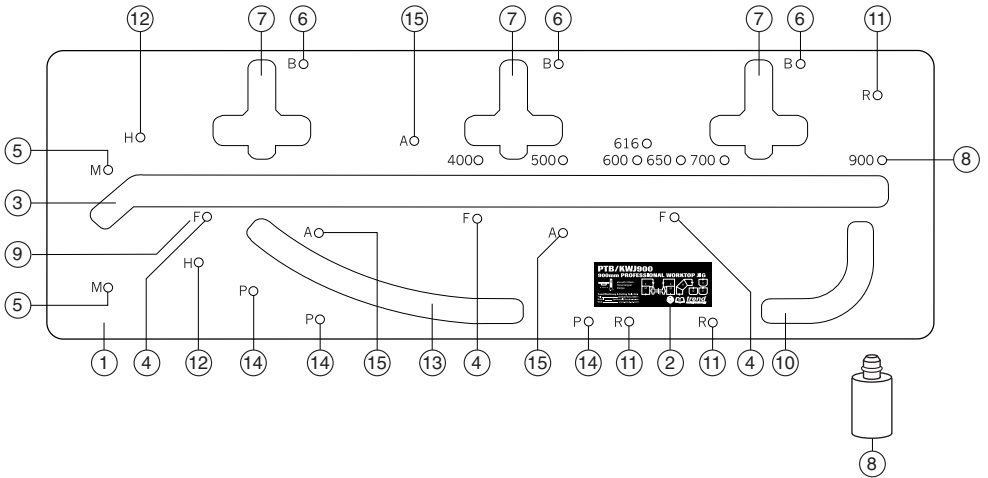 12 7 6 15 7 6 7 6 11
B B B
R
H A
616
5 400 500 600 650 700 900 8
M
3
F F F
9 A A
H
PTB/KWJ900
900mm PROFESSIONAL WORKTOP JIG
M
5 P
trend
P P R R
1 4 12 14 14 15 13 4 15 14 11 2 11 4 10
8